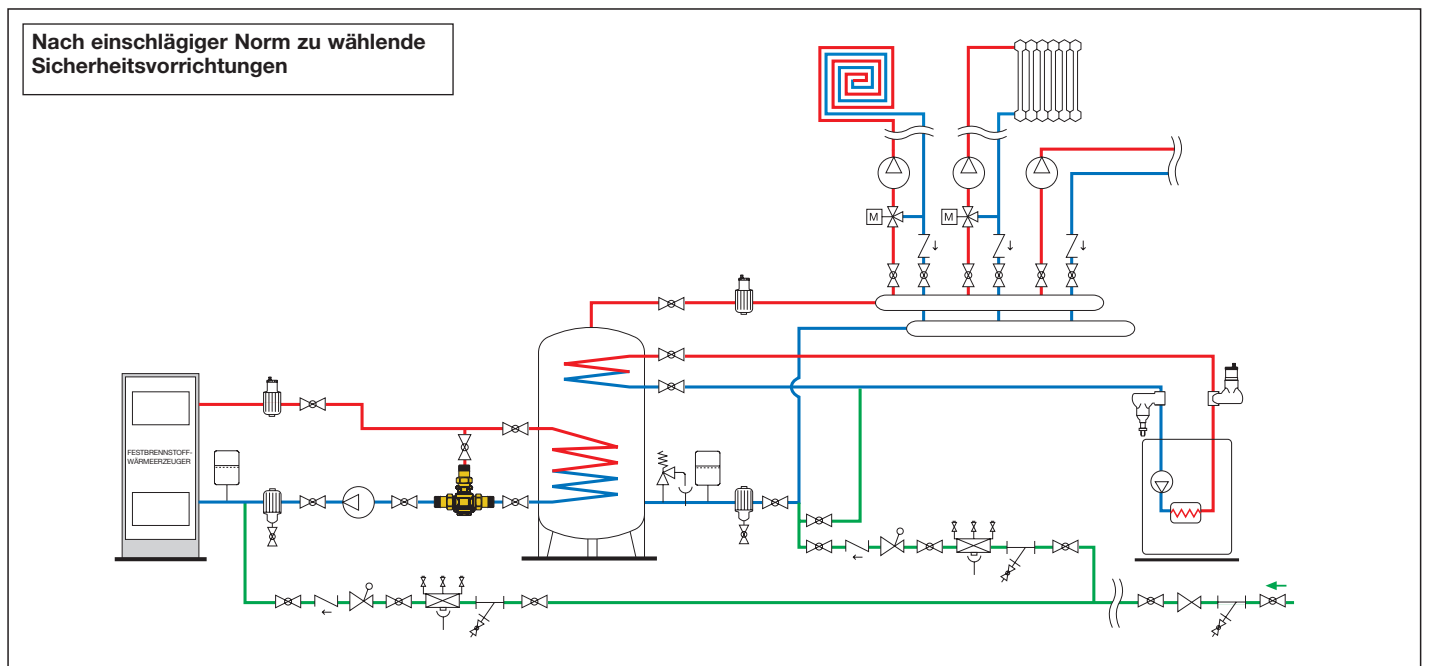 Nach einschlägiger Norm zu wählende
Sicherheitsvorrichtungen
M
M
FESTBRENNSTOFF-
WÄRMEERZEUGER